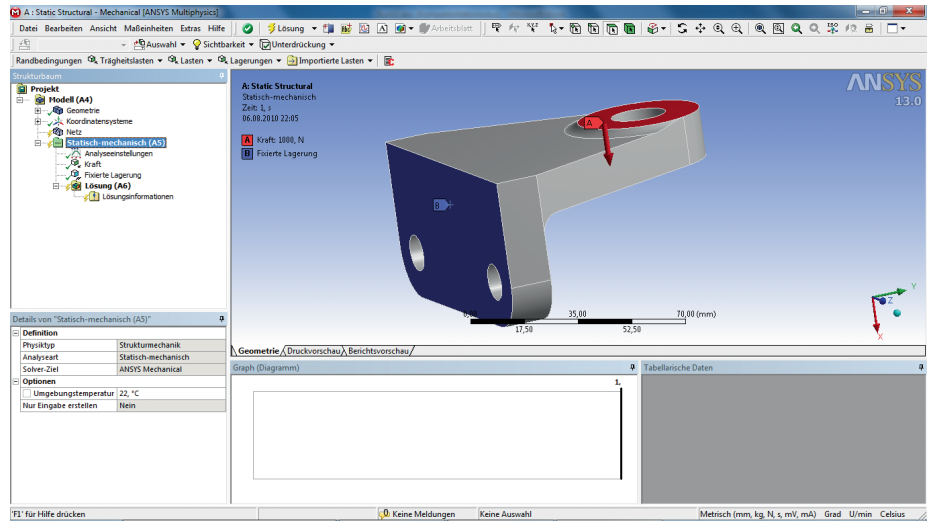 A : Static Structural - Mechanical [ANSYS Multiphysics]
Datei Bearbeiten Ansicht Maßeinheiten Extras Hilfe Lösung Arbeitsblatt
Auswahl Sichtbarkeit Unterdrückung
Randbedingungen Trägheitslasten Lasten Lagerungen Importierte Lasten
Strukturbaum
Projekt
Modell (A4)
Geometrie
Koordinatensysteme
Netz
Statisch-mechanisch (A5)
Analyseeinstellungen
Kraft
Fixierte Lagerung
Lösung (A6)
Lösungsinformationen
A: Static Structural
Statisch-mechanisch
Zeit: 1, s
06.08.2010 22:05
A Kraft: 1000, N
B Fixierte Lagerung
ANSYS
13.0
A
B
0,00 35,00 70,00 (mm)
17,50 52,50
Y
Z
X
Geometrie Druckvorschau Berichtsvorschau
Details von "Statisch-mechanisch (A5)"
Definition
Physiktyp Strukturmechanik
Analyseart Statisch-mechanisch
Solver-Ziel ANSYS Mechanical
Optionen
Umgebungstemperatur 22, °C
Nur Eingabe erstellen Nein
Graph (Diagramm)
1,
Tabellarische Daten
'F1' für Hilfe drücken 0 Keine Meldungen Keine Auswahl Metrisch (mm, kg, N, s, mV, mA) Grad U/min Celsius